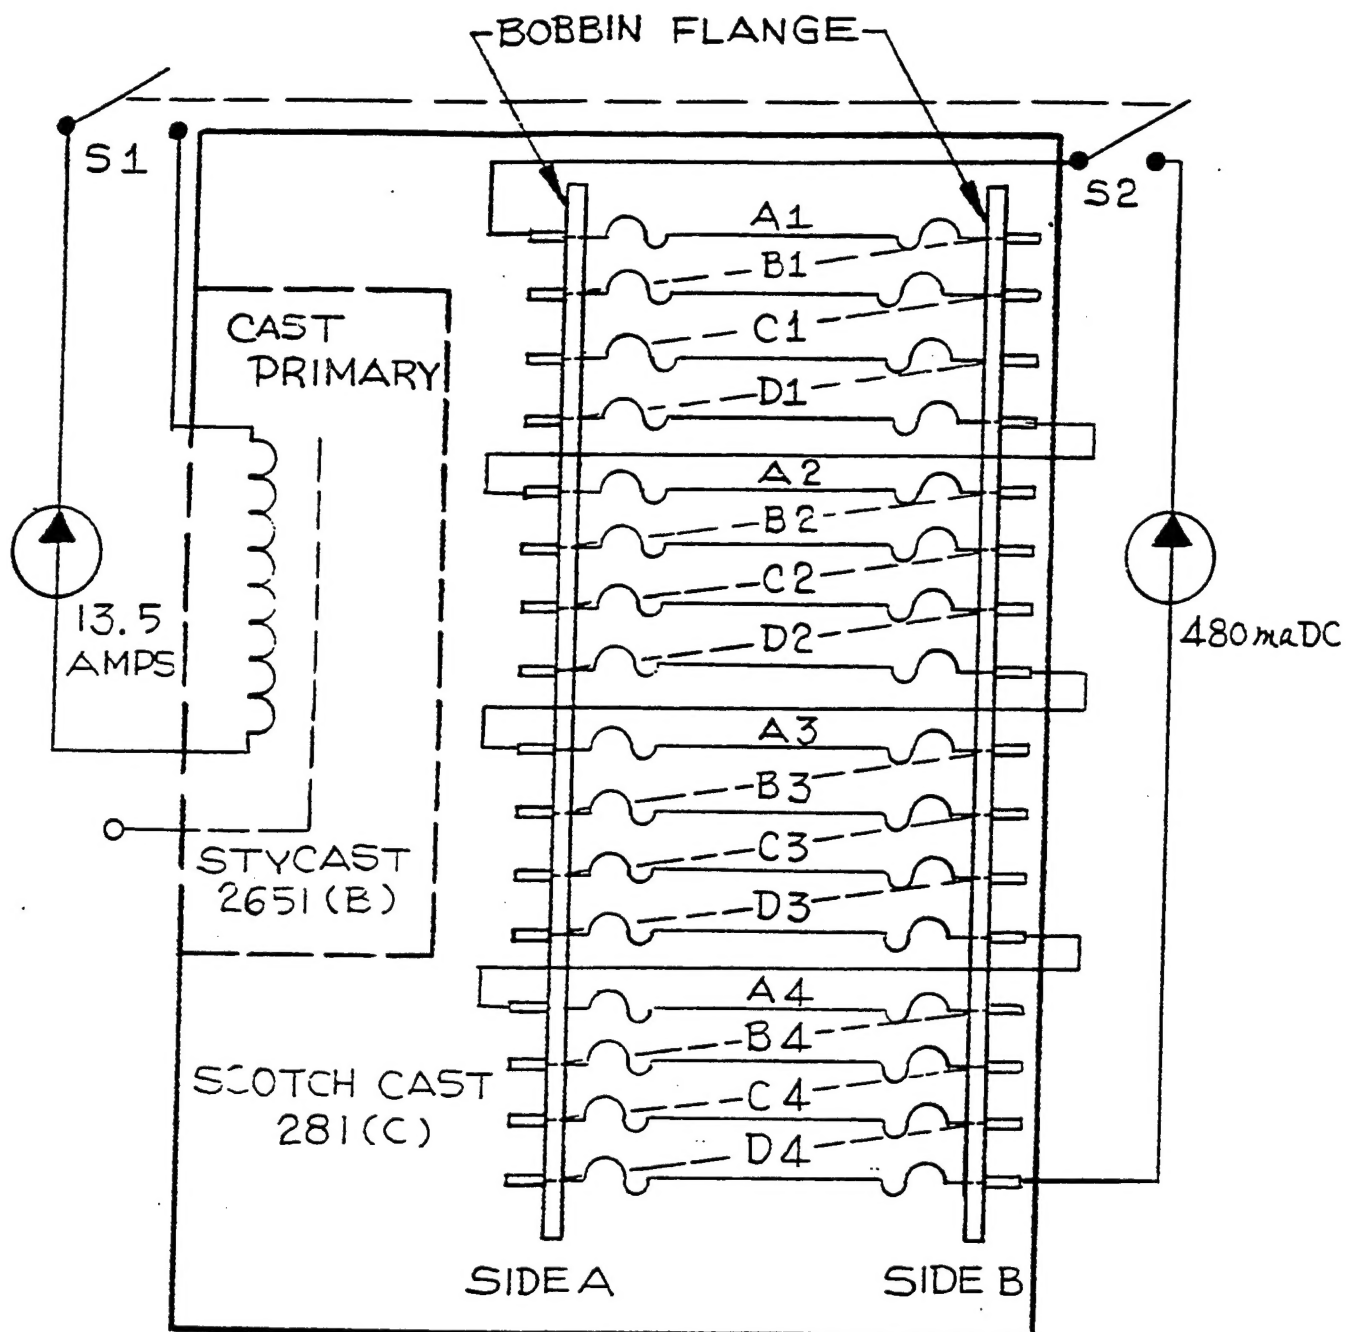 BOBBIN FLANGE
S1
S2
A1
B1
C1
D1
CAST
PRIMARY
A2
B2
C2
D2
13.5
AMPS
480maDC
A3
B3
C3
D3
STYCAST
2651(B)
A4
B4
C4
D4
SCOTCH CAST
281(C)
SIDE A
SIDE B